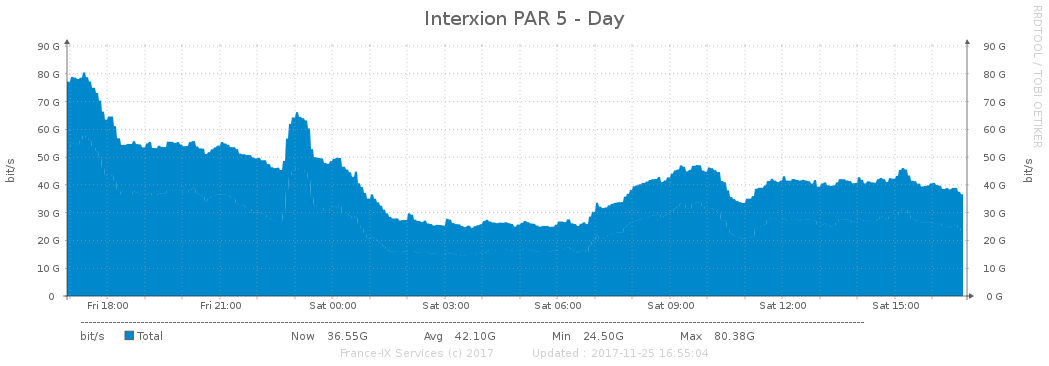 Interxion PAR 5 - Day
RRDTOOL / TOBI OETIKER
bit/s
90 G
80 G
70 G
60 G
50 G
40 G
30 G
20 G
10 G
0
90 G
80 G
70 G
60 G
50 G
40 G
30 G
20 G
10 G
0 G
bit/s
Fri 18:00 Fri 21:00 Sat 00:00 Sat 03:00 Sat 06:00 Sat 09:00 Sat 12:00 Sat 15:00
bit/s Total Now 36.55G Avg 42.10G Min 24.50G Max 80.38G
France-IX Services (c) 2017 Updated : 2017-11-25 16:55:04